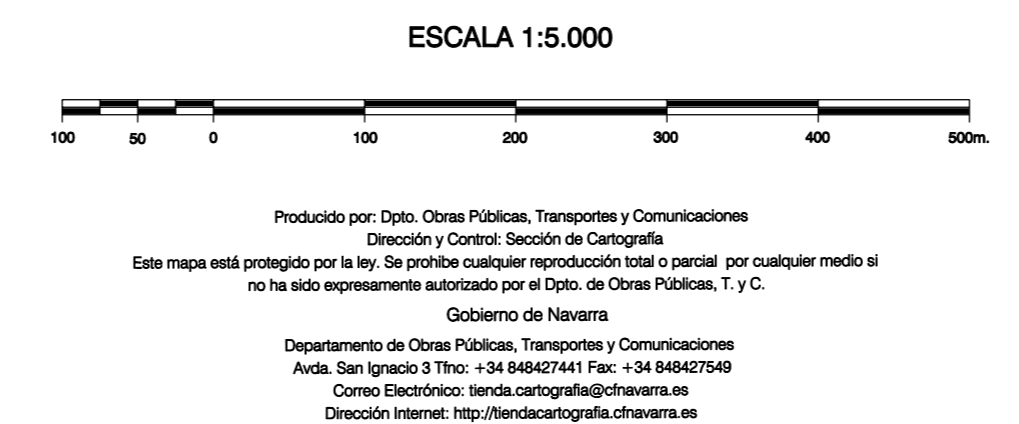 ESCALA 1:5.000
100 50 0 100 200 300 400 500m.
Producido por: Dpto. Obras Públicas, Transportes y Comunicaciones
Dirección y Control: Sección de Cartografía
Este mapa está protegido por la ley. Se prohibe cualquier reproducción total o parcial por cualquier medio si
no ha sido expresamente autorizado por el Dpto. de Obras Públicas, T. y C.
Gobierno de Navarra
Departamento de Obras Públicas, Transportes y Comunicaciones
Avda. San Ignacio 3 Tfno: +34 848427441 Fax: +34 848427549
Correo Electrónico: tienda.cartografia@cfnavarra.es
Dirección Internet: http://tiendacartografia.cfnavarra.es